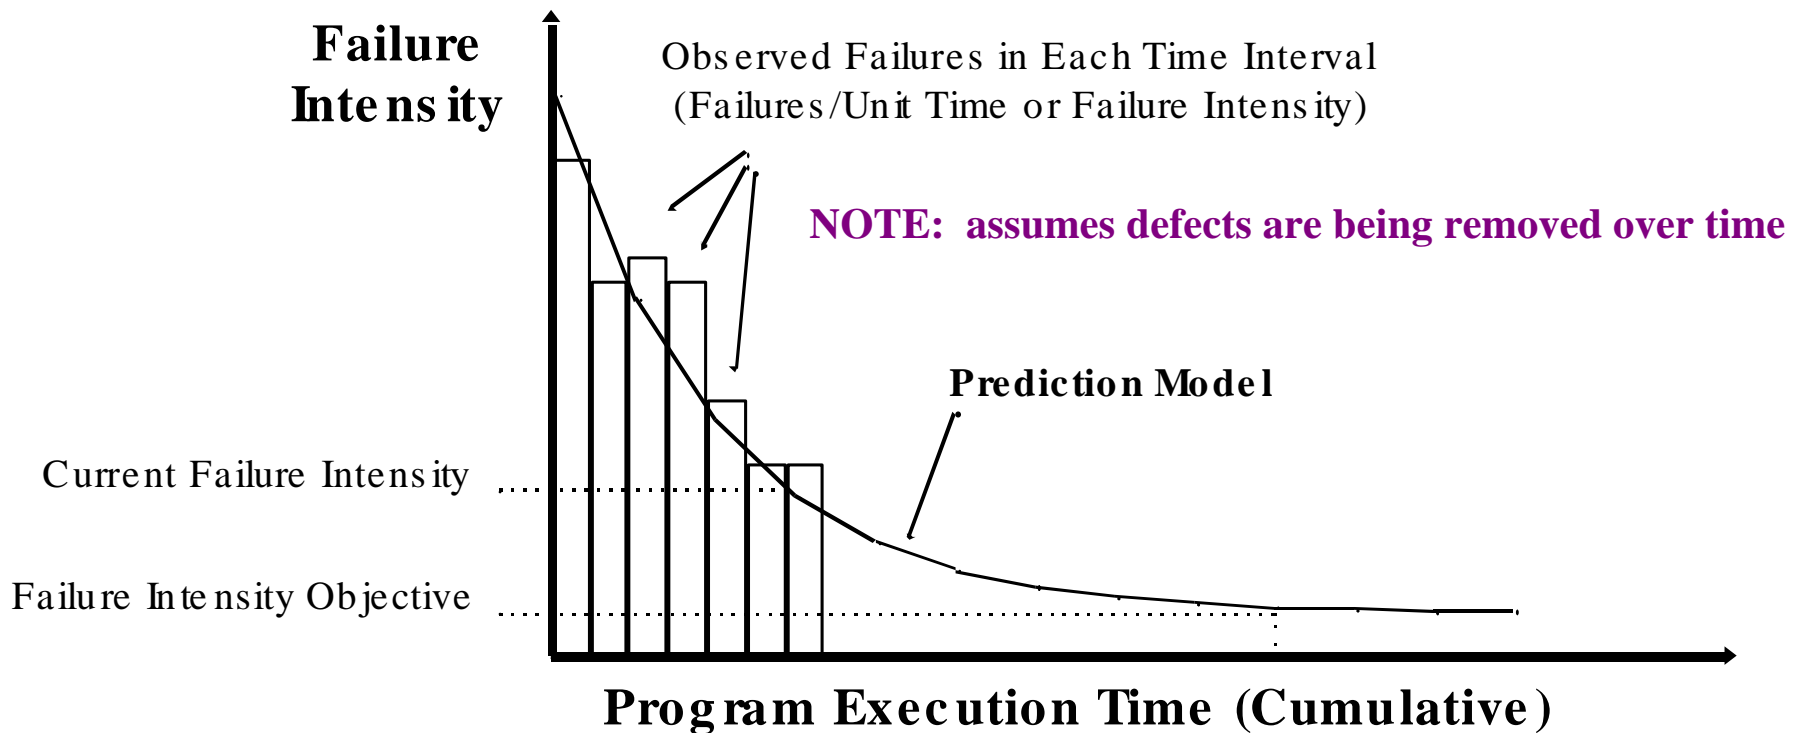 Failure
Intensity
Observed Failures in Each Time Interval
(Failures/Unit Time or Failure Intensity)
NOTE: assumes defects are being removed over time
Prediction Model
Current Failure Intensity
Failure Intensity Objective
Program Execution Time (Cumulative)